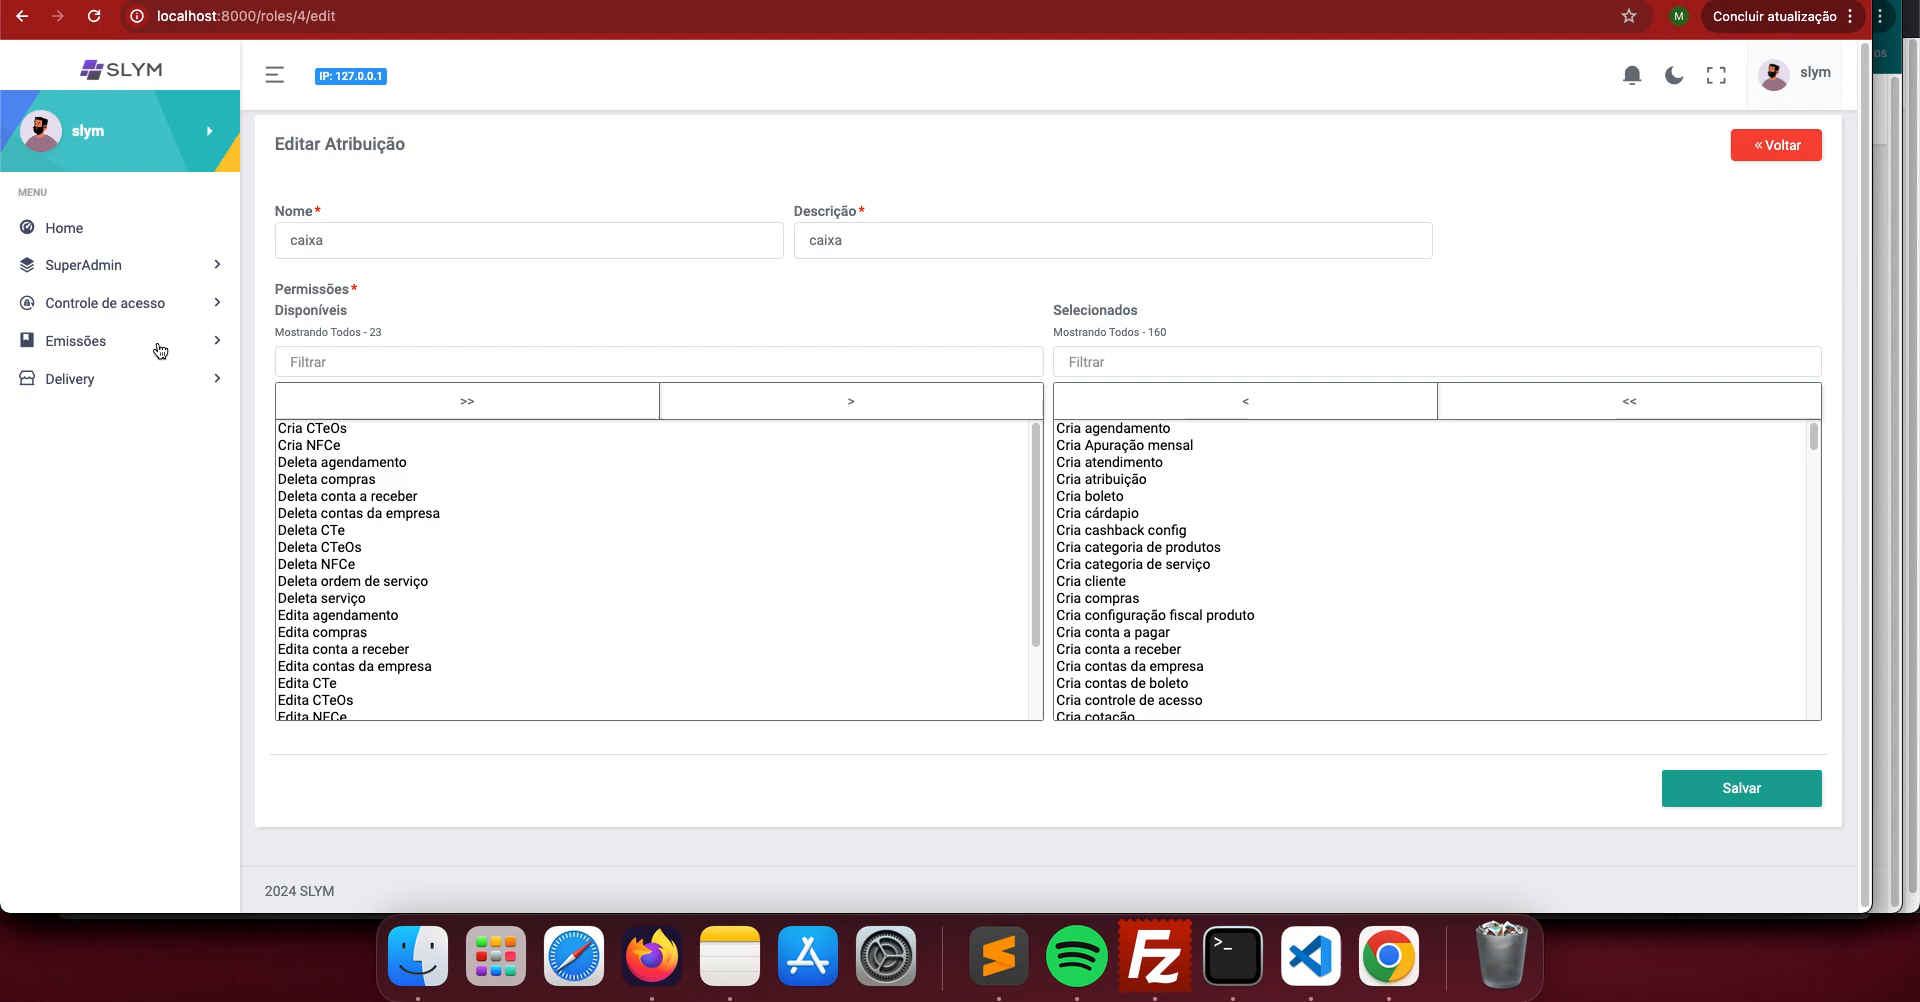 localhost:8000/roles/4/edit
M
Concluir atualização
SLYM
IP: 127.0.0.1
slym
slym
MENU
Home
SuperAdmin
Controle de acesso
Emissões
Delivery
Editar Atribuição
« Voltar
Nome*
Descrição*
caixa
caixa
Permissões*
Disponíveis
Selecionados
Mostrando Todos - 23
Mostrando Todos - 160
Filtrar
Filtrar
>>
>
<
<<
Cria CTeOs
Cria NFCe
Deleta agendamento
Deleta compras
Deleta conta a receber
Deleta contas da empresa
Deleta CTe
Deleta CTeOs
Deleta NFCe
Deleta ordem de serviço
Deleta serviço
Edita agendamento
Edita compras
Edita conta a receber
Edita contas da empresa
Edita CTe
Edita CTeOs
Edita NFCe
Cria agendamento
Cria Apuração mensal
Cria atendimento
Cria atribuição
Cria boleto
Cria cárdapio
Cria cashback config
Cria categoria de produtos
Cria categoria de serviço
Cria cliente
Cria compras
Cria configuração fiscal produto
Cria conta a pagar
Cria conta a receber
Cria contas da empresa
Cria contas de boleto
Cria controle de acesso
Cria cotação
Salvar
2024 SLYM